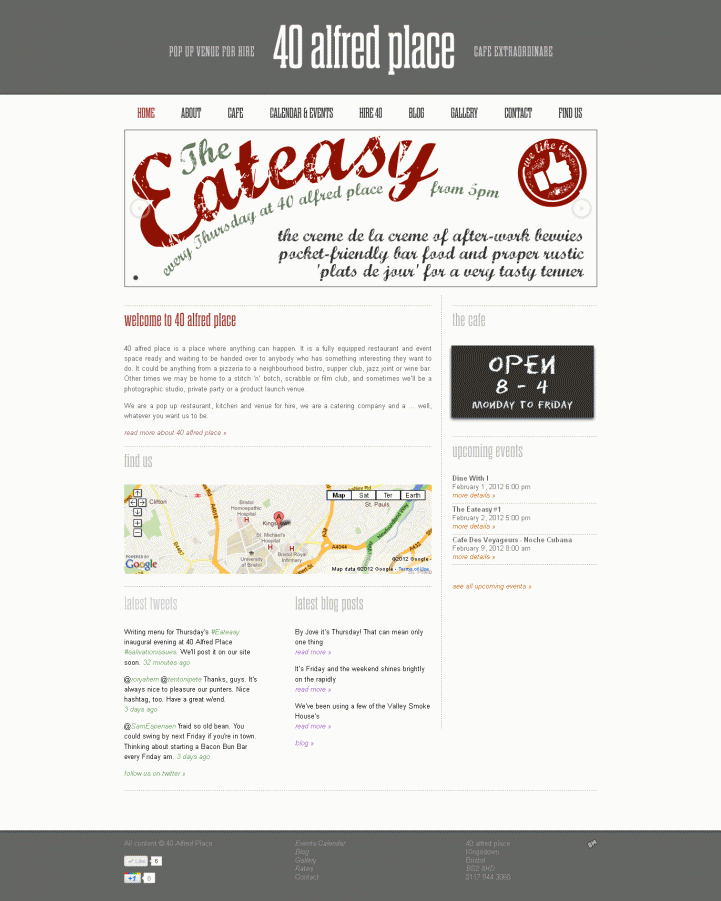 POP UP VENUE FOR HIRE
40 alfred place
CAFE EXTRAORDINARE
HOME ABOUT CAFE CALENDAR & EVENTS HIRE 40 BLOG GALLERY CONTACT FIND US
The
Eateasy
we like it
every Thursday at 40 alfred place from 5pm
the creme de la creme of after-work bevvies
pocket-friendly bar food and proper rustic
'plats de jour' for a very tasty tenner
welcome to 40 alfred place
40 alfred place is a place where anything can happen. It is a fully equipped restaurant and event
space ready and waiting to be handed over to anybody who has something interesting they want to
do. It could be anything from a pizzeria to a neighbourhood bistro, supper club, jazz joint or wine bar.
Other times we may be home to a stitch 'n' botch, scrabble or film club, and sometimes we'll be a
photographic studio, private party or a product launch venue.
We are a pop up restaurant, kitchen and venue for hire, we are a catering company and a ... well,
whatever you want us to be.
read more about 40 alfred place »
find us
Clifton
A4018
Bristol
Homoeopathic
Hospital
Kingsdown
St. Michael's
Hospital
University
of Bristol
Bristol Royal
Infirmary
A4044
St. Pauls
Newfoundland Way
A420
Map Sat Ter Earth
POWERED BY
Google
©2012 Google -
Map data ©2012 Google - Terms of Use
latest tweets
Writing menu for Thursday's #Eateasy
inaugural evening at 40 Alfred Place
#salivationissues. We'll post it on our site
soon. 32 minutes ago
@roryahern @tentonipete Thanks, guys. It's
always nice to pleasure our punters. Nice
hashtag, too. Have a great w/end.
3 days ago
@SamEspensen 'fraid so old bean. You
could swing by next Friday if you're in town.
Thinking about starting a Bacon Bun Bar
every Friday am. 3 days ago
follow us on twitter »
latest blog posts
By Jove it's Thursday! That can mean only
one thing
read more »
It's Friday and the weekend shines brightly
on the rapidly
read more »
We've been using a few of the Valley Smoke
House's
read more »
blog »
the cafe
OPEN
8 - 4
MONDAY TO FRIDAY
upcoming events
Dine With I
February 1, 2012 6:00 pm
more details »
The Eateasy #1
February 2, 2012 5:00 pm
more details »
Cafe Des Voyageurs - Noche Cubana
February 9, 2012 8:00 am
more details »
see all upcoming events »
All content © 40 Alfred Place
Like 6
+1 0
Events Calendar
Blog
Gallery
Rates
Contact
40 alfred place
Kingsdown
Bristol
BS2 8HD
0117 944 3060